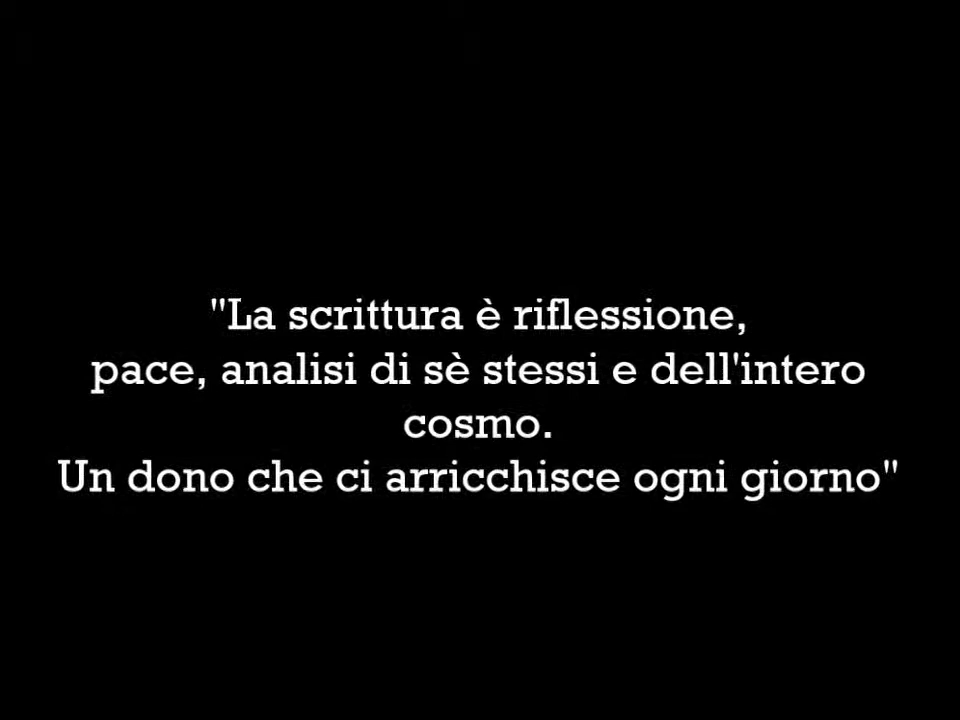 "La scrittura è riflessione,
pace, analisi di sè stessi e dell'intero
cosmo.
Un dono che ci arricchisce ogni giorno"